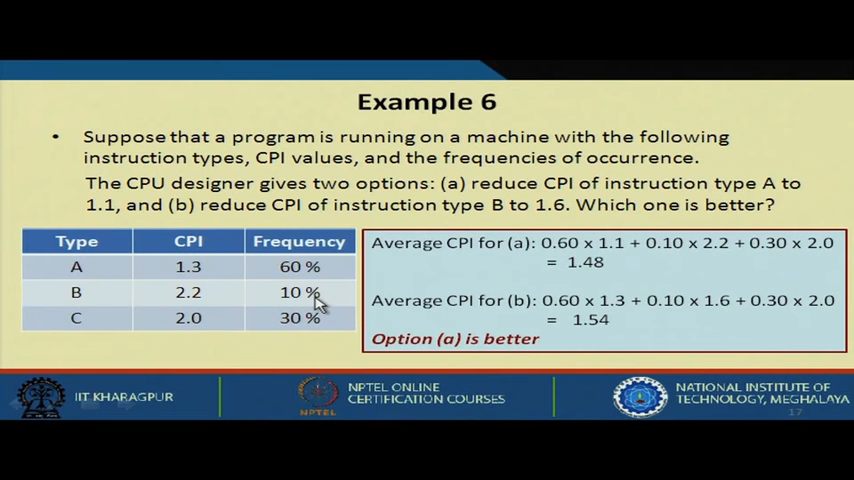 Example 6
• Suppose that a program is running on a machine with the following
instruction types, CPI values, and the frequencies of occurrence.
The CPU designer gives two options: (a) reduce CPI of instruction type A to
1.1, and (b) reduce CPI of instruction type B to 1.6. Which one is better?
Type CPI Frequency
A 1.3 60 %
B 2.2 10 %
C 2.0 30 %
Average CPI for (a): 0.60 x 1.1 + 0.10 x 2.2 + 0.30 x 2.0
= 1.48
Average CPI for (b): 0.60 x 1.3 + 0.10 x 1.6 + 0.30 x 2.0
= 1.54
Option (a) is better
IIT KHARAGPUR
NPTEL
NPTEL ONLINE
CERTIFICATION COURSES
NATIONAL INSTITUTE OF
TECHNOLOGY, MEGHALAYA
17